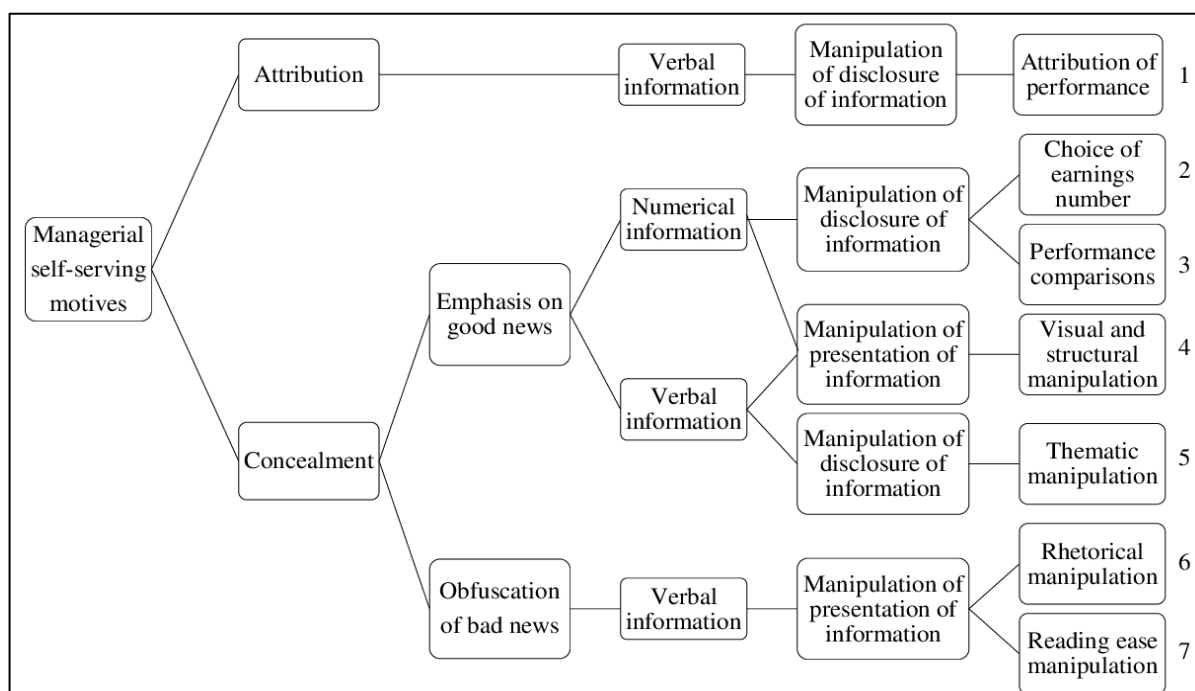 Attribution
Verbal
information
Manipulation
of disclosure
of information
Attribution of
performance
1
Managerial
self-serving
motives
Concealment
Emphasis on
good news
Numerical
information
Manipulation of
disclosure of
information
Choice of
earnings
number
2
Performance
comparisons
3
Verbal
information
Manipulation of
presentation of
information
Visual and
structural
manipulation
4
Manipulation of
disclosure of
information
Thematic
manipulation
5
Obfuscation
of bad news
Verbal
information
Manipulation of
presentation of
information
Rhetorical
manipulation
6
Reading ease
manipulation
7